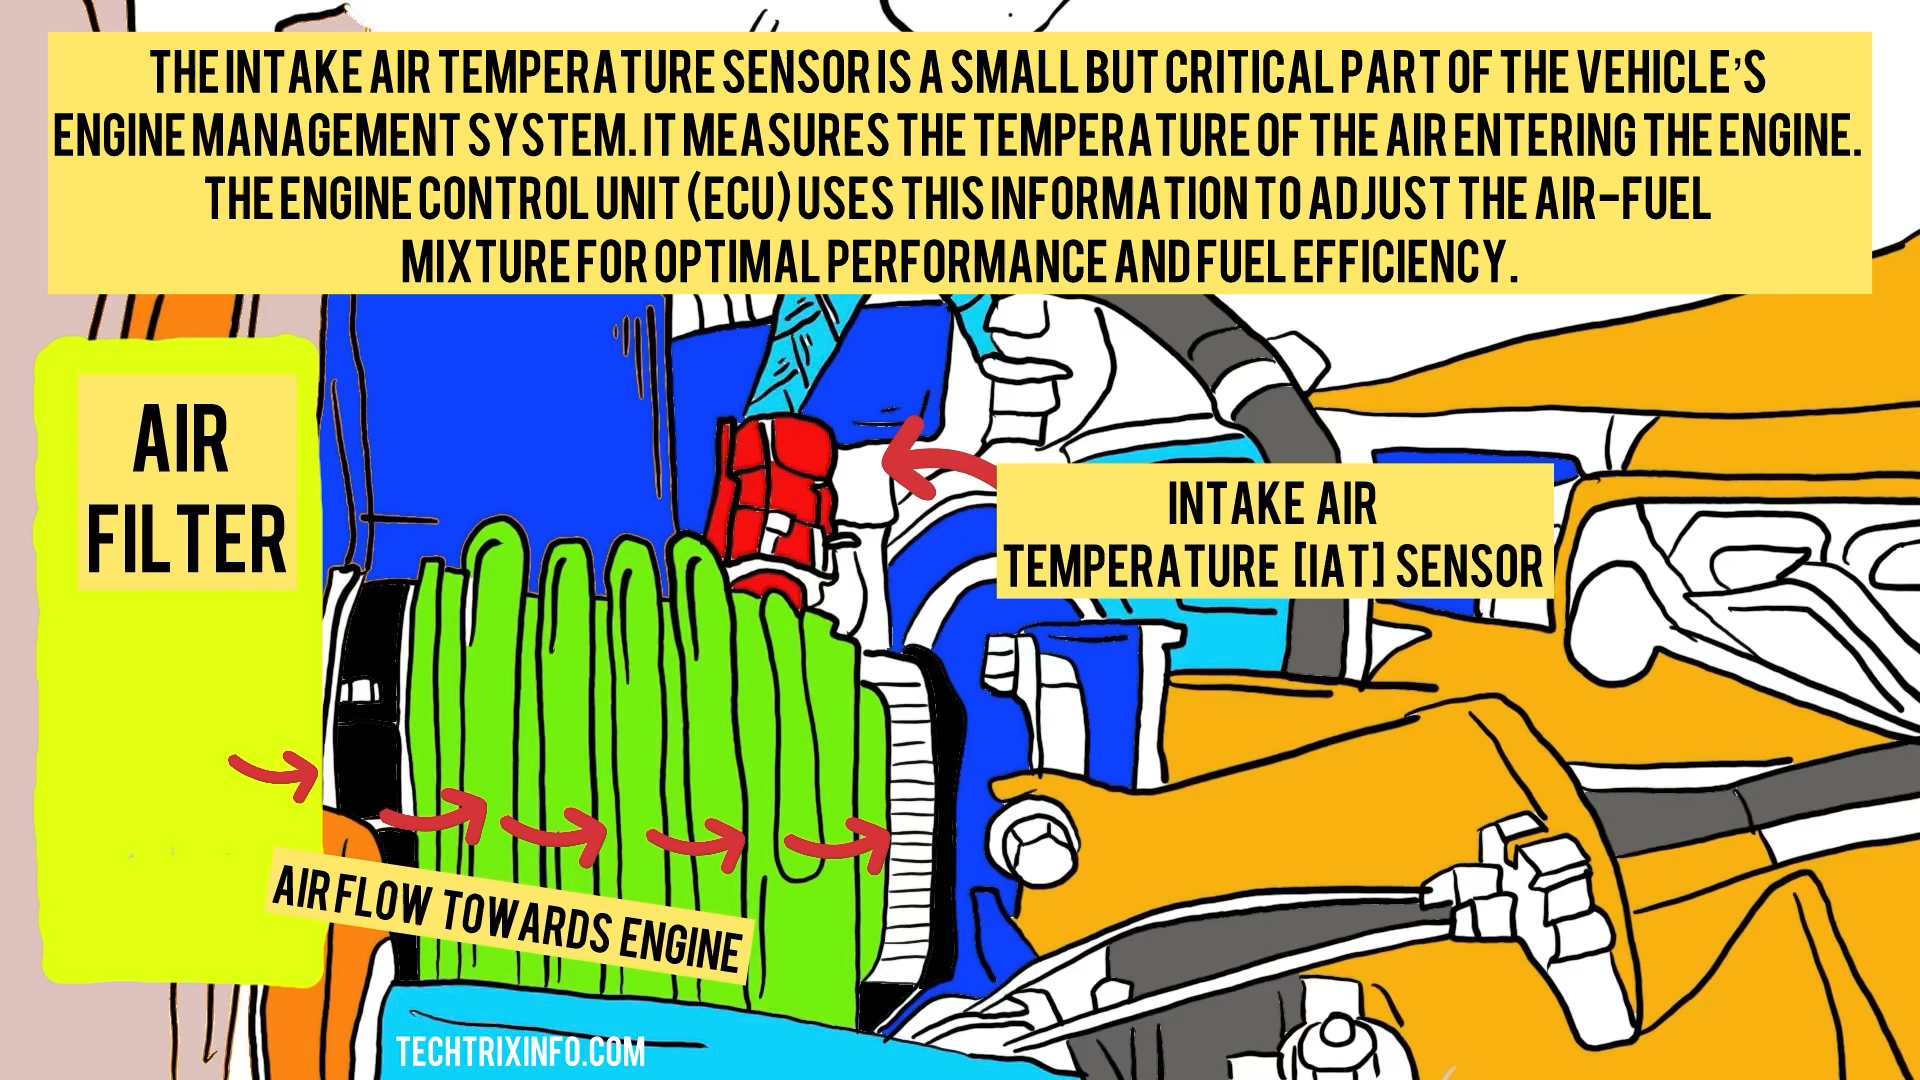 THE INTAKE AIR TEMPERATURE SENSOR IS A SMALL BUT CRITICAL PART OF THE VEHICLE'S
ENGINE MANAGEMENT SYSTEM. IT MEASURES THE TEMPERATURE OF THE AIR ENTERING THE ENGINE.
THE ENGINE CONTROL UNIT (ECU) USES THIS INFORMATION TO ADJUST THE AIR-FUEL
MIXTURE FOR OPTIMAL PERFORMANCE AND FUEL EFFICIENCY.
AIR
FILTER
INTAKE AIR
TEMPERATURE [IAT] SENSOR
AIR FLOW TOWARDS ENGINE
TECHTRIXINFO.COM